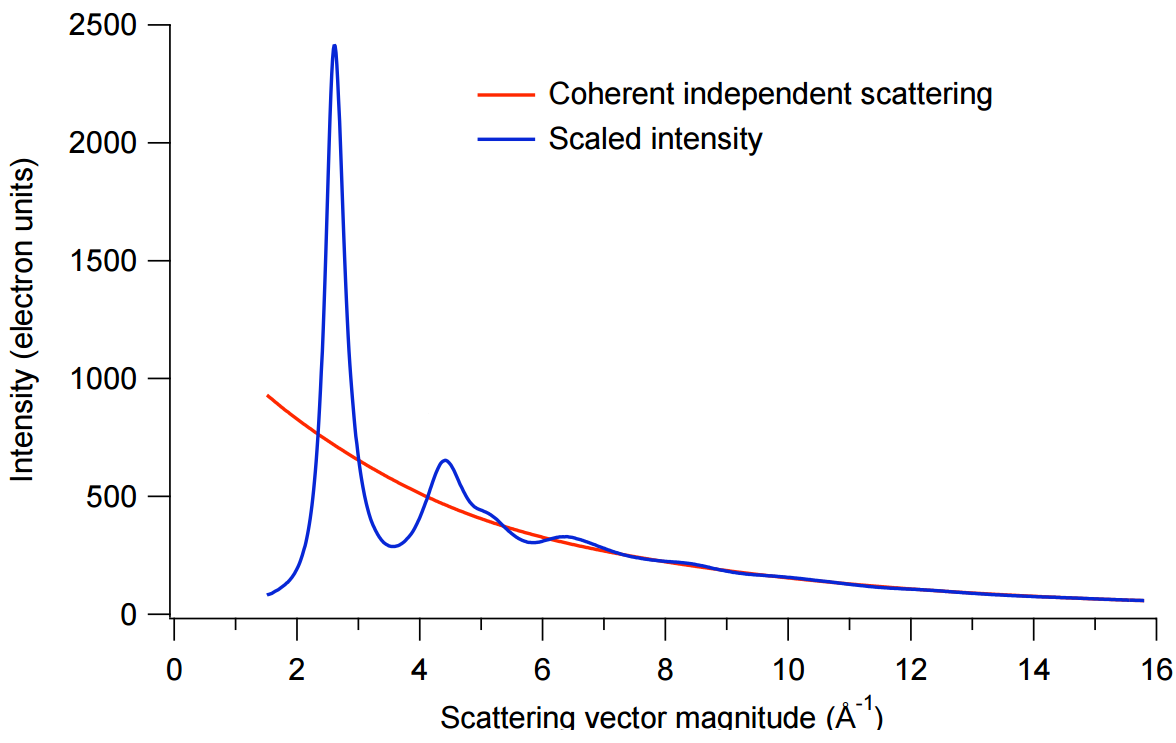 2500
2000
1500
1000
500
0
Intensity (electron units)
Coherent independent scattering
Scaled intensity
0 2 4 6 8 10 12 14 16
Scattering vector magnitude (Å⁻¹)